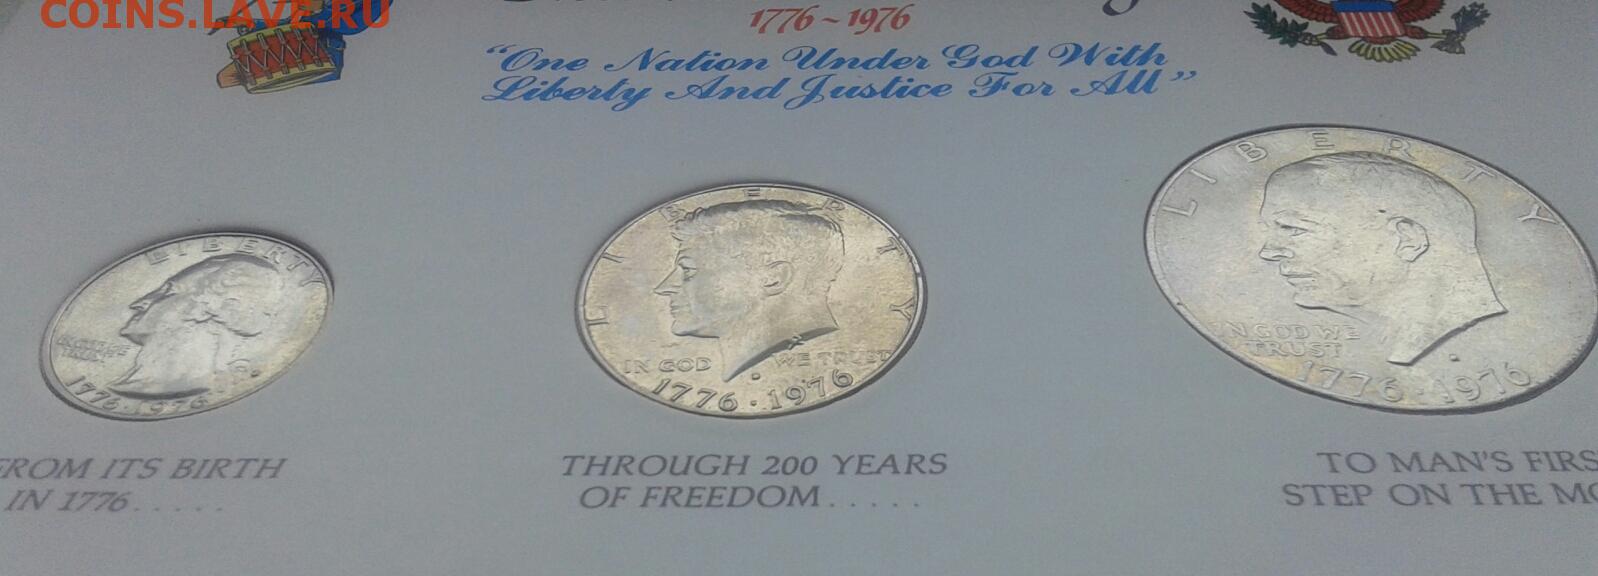 COINS.LAVE.RU
1776 ~ 1976
"One Nation Under God With
Liberty And Justice For All"
LIBERTY
IN GOD WE
TRUST
1776 · 1976
LIBERTY
IN GOD WE TRUST
1776 · 1976
LIBERTY
IN GOD WE
TRUST
1776 · 1976
FROM ITS BIRTH
IN 1776.....
THROUGH 200 YEARS
OF FREEDOM.....
TO MAN'S FIRS
STEP ON THE MO